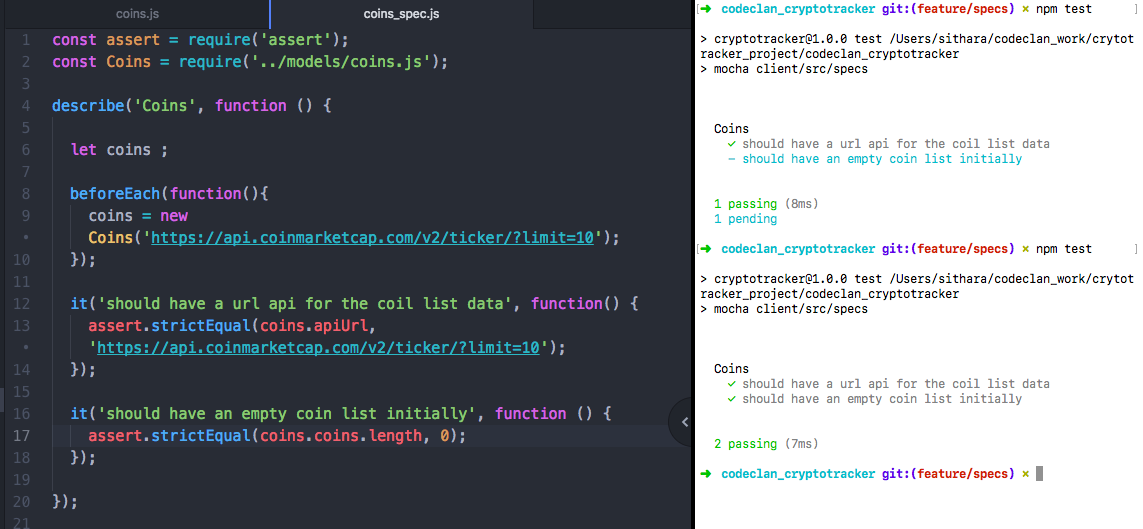 coins.js
coins_spec.js
1 const assert = require('assert');
2 const Coins = require('../models/coins.js');
3
4 describe('Coins', function () {
5
6 let coins ;
7
8 beforeEach(function(){
9 coins = new
• Coins('https://api.coinmarketcap.com/v2/ticker/?limit=10');
10 });
11
12 it('should have a url api for the coil list data', function() {
13 assert.strictEqual(coins.apiUrl,
• 'https://api.coinmarketcap.com/v2/ticker/?limit=10');
14 });
15
16 it('should have an empty coin list initially', function () {
17 assert.strictEqual(coins.coins.length, 0);
18 });
19
20 });
21
[➜ codeclan_cryptotracker git:(feature/specs) × npm test ]
> cryptotracker@1.0.0 test /Users/sithara/codeclan_work/crytot
racker_project/codeclan_cryptotracker
> mocha client/src/specs
Coins
✓ should have a url api for the coil list data
– should have an empty coin list initially
1 passing (8ms)
1 pending
[➜ codeclan_cryptotracker git:(feature/specs) × npm test ]
> cryptotracker@1.0.0 test /Users/sithara/codeclan_work/crytot
racker_project/codeclan_cryptotracker
> mocha client/src/specs
Coins
✓ should have a url api for the coil list data
✓ should have an empty coin list initially
2 passing (7ms)
➜ codeclan_cryptotracker git:(feature/specs) ×